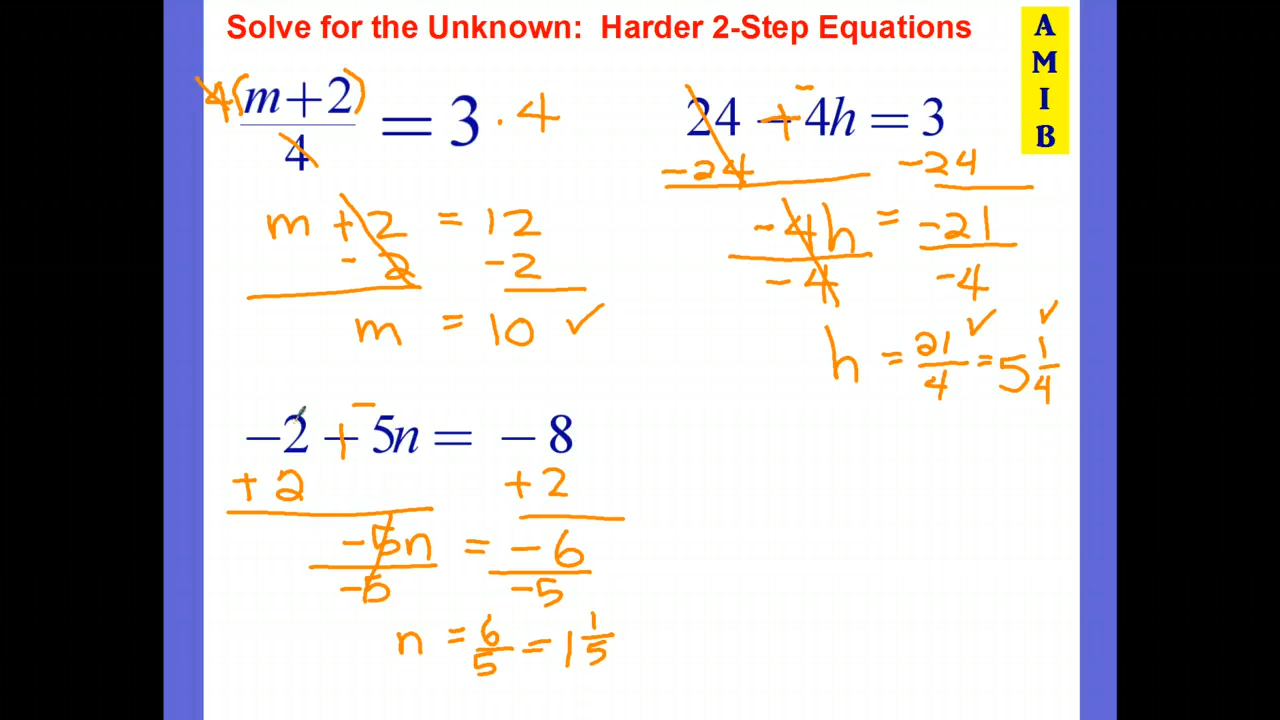 Solve for the Unknown: Harder 2-Step Equations
A
M
I
B
4(m+2)
4
= 3 · 4
m + 2 = 12
- 2 -2
m = 10 ✓
24 + -4h = 3
-24 -24
-4h = -21
-4 -4
h = 21/4 ✓ = 5 1/4 ✓
-2 + -5n = -8
+ 2 + 2
-5n = -6
-5 -5
n = 6/5 = 1 1/5